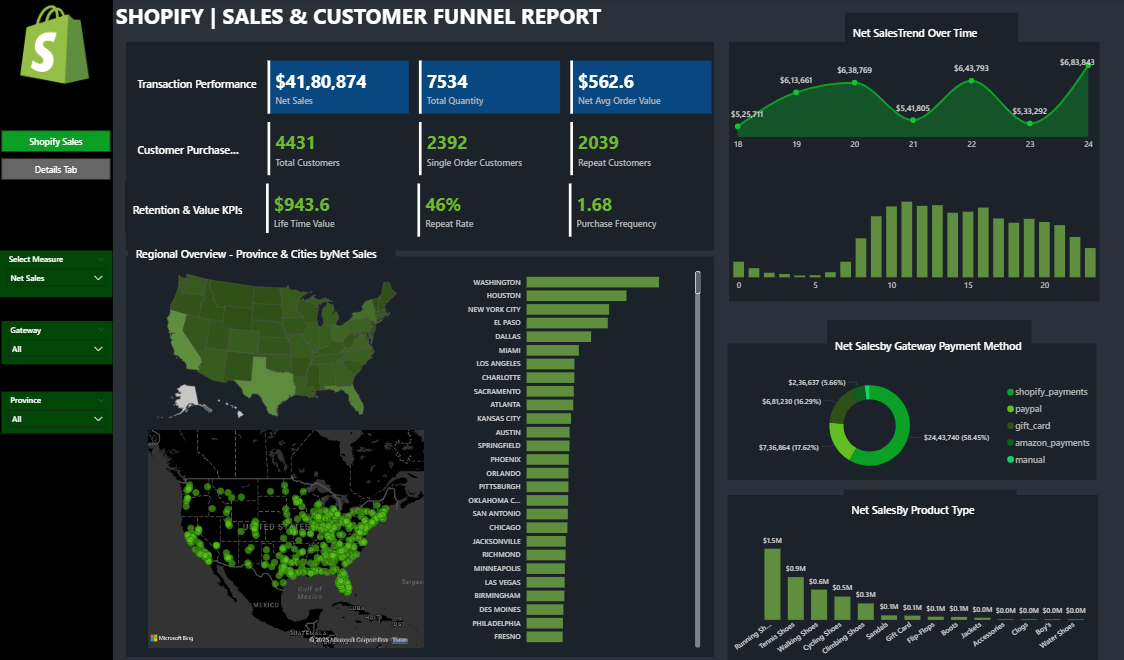 SHOPIFY | SALES & CUSTOMER FUNNEL REPORT
S
Shopify Sales
Details Tab
Select Measure
Net Sales
Gateway
All
Province
All
Transaction Performance
$41,80,874
Net Sales
7534
Total Quantity
$562.6
Net Avg Order Value
Customer Purchase...
4431
Total Customers
2392
Single Order Customers
2039
Repeat Customers
Retention & Value KPIs
$943.6
Life Time Value
46%
Repeat Rate
1.68
Purchase Frequency
Regional Overview - Province & Cities byNet Sales
UNITED STATES
Gulf of
Mexico
MEXICO
CUBA
GUATEMALA
Microsoft Bing
© 2025 Microsoft Corporation Terms
WASHINGTON
HOUSTON
NEW YORK CITY
EL PASO
DALLAS
MIAMI
LOS ANGELES
CHARLOTTE
SACRAMENTO
ATLANTA
KANSAS CITY
AUSTIN
SPRINGFIELD
PHOENIX
ORLANDO
PITTSBURGH
OKLAHOMA C...
SAN ANTONIO
CHICAGO
JACKSONVILLE
RICHMOND
MINNEAPOLIS
LAS VEGAS
BIRMINGHAM
DES MOINES
PHILADELPHIA
FRESNO
Net SalesTrend Over Time
$5,25,711
$6,13,661
$6,38,769
$5,41,805
$6,43,793
$5,33,292
$6,83,843
18 19 20 21 22 23 24
0 5 10 15 20
Net Salesby Gateway Payment Method
$2,36,637 (5.66%)
$6,81,230 (16.29%)
$7,36,864 (17.62%)
$24,43,740 (58.45%)
shopify_payments
paypal
gift_card
amazon_payments
manual
Net SalesBy Product Type
$1.5M $0.9M $0.6M $0.5M $0.3M $0.1M $0.1M $0.1M $0.1M $0.0M $0.0M $0.0M $0.0M $0.0M
Running Sh...
Tennis Shoes
Walking Shoes
Cycling Shoes
Climbing Shoes
Sandals
Gift Card
Flip-Flops
Boots
Jackets
Accessories
Clogs
Boy's
Water Shoes